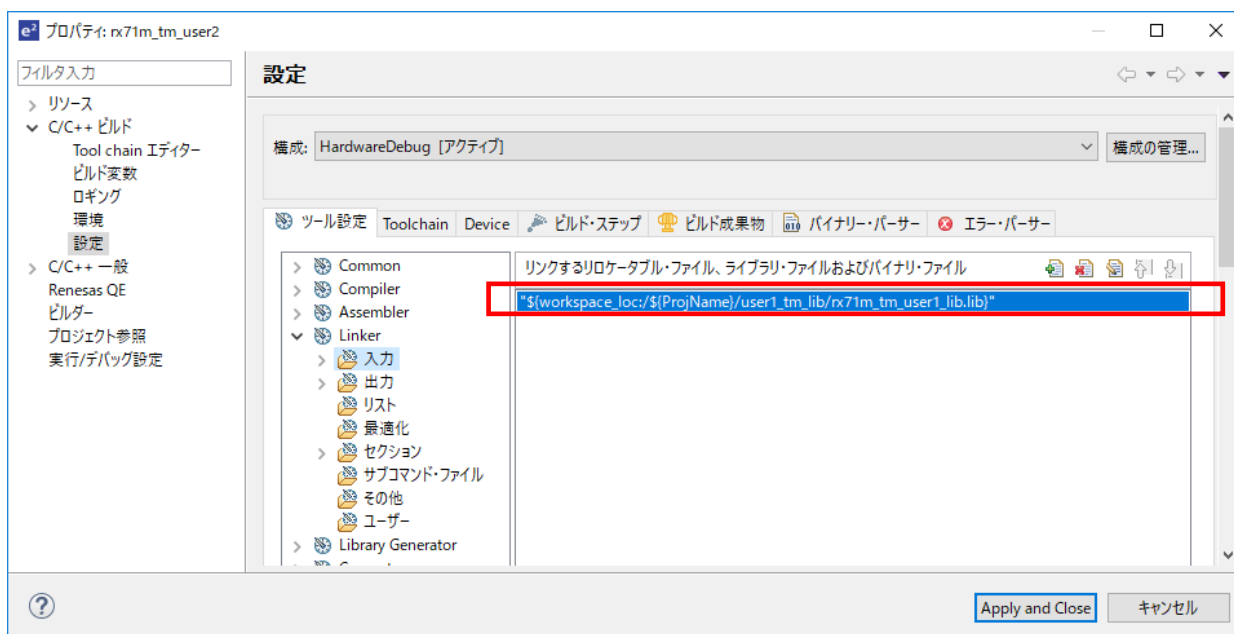 e² プロパティ: rx71m_tm_user2
フィルタ入力
リソース
C/C++ ビルド
Tool chain エディター
ビルド変数
ロギング
環境
設定
C/C++ 一般
Renesas QE
ビルダー
プロジェクト参照
実行/デバッグ設定
設定
構成: HardwareDebug [アクティブ] 構成の管理...
ツール設定 Toolchain Device ビルド・ステップ ビルド成果物 バイナリー・パーサー エラー・パーサー
Common
Compiler
Assembler
Linker
入力
出力
リスト
最適化
セクション
サブコマンド・ファイル
その他
ユーザー
Library Generator
リンクするリロケータブル・ファイル、ライブラリ・ファイルおよびバイナリ・ファイル
"${workspace_loc:/${ProjName}/user1_tm_lib/rx71m_tm_user1_lib.lib}"
Apply and Close キャンセル